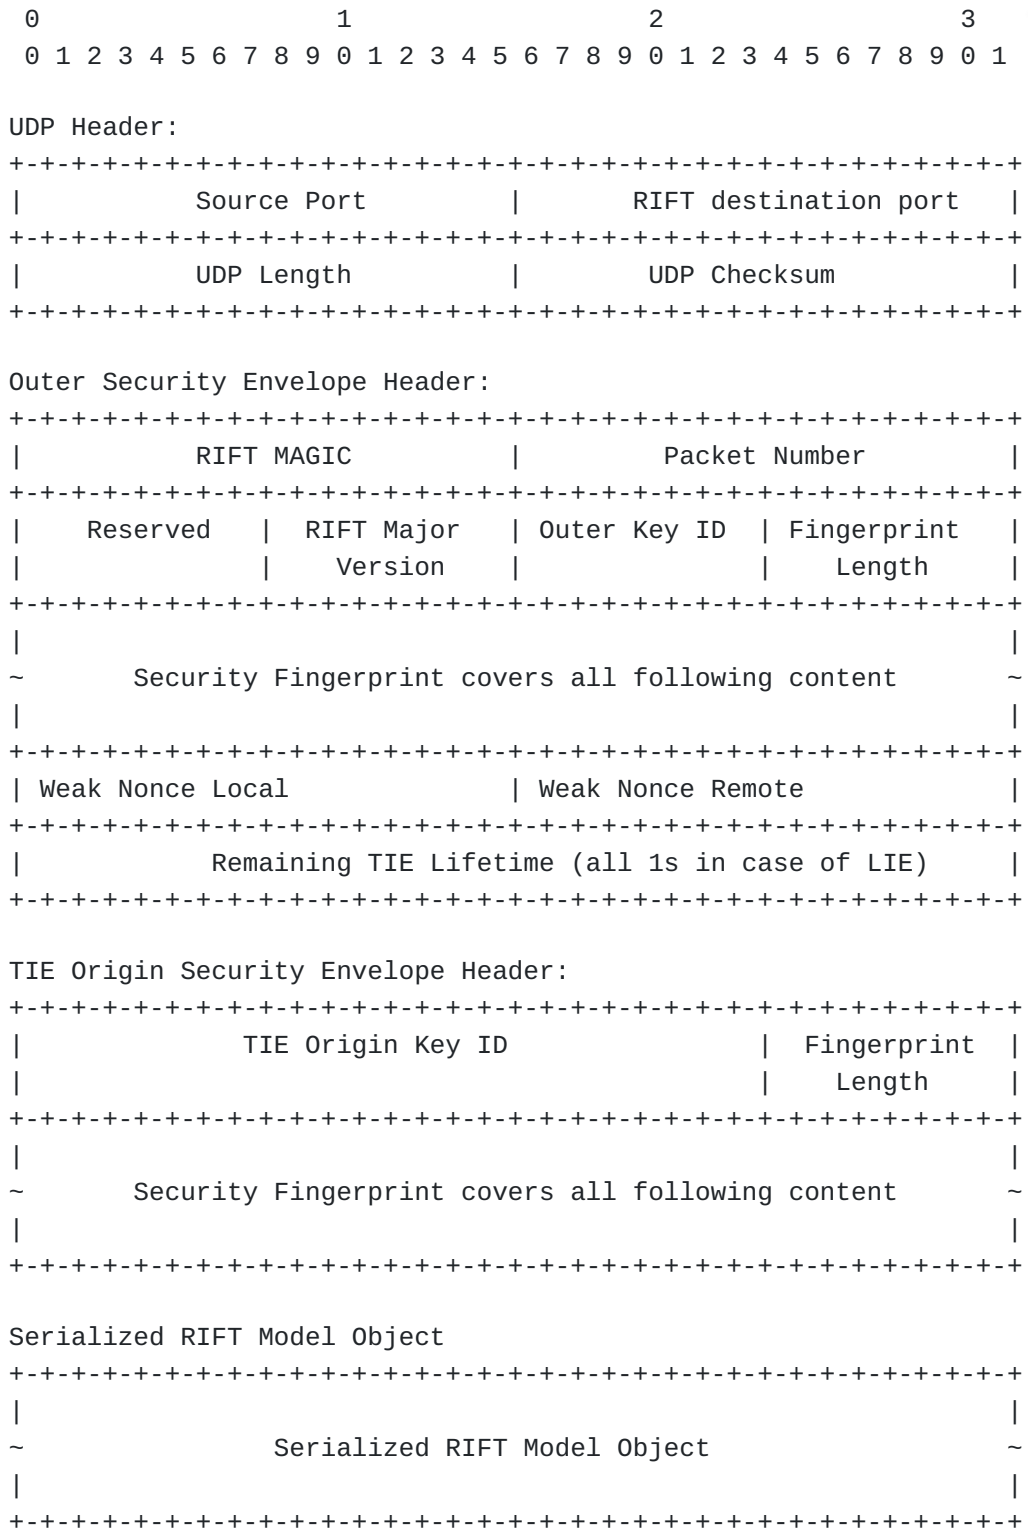 0                   1                   2                   3
 0 1 2 3 4 5 6 7 8 9 0 1 2 3 4 5 6 7 8 9 0 1 2 3 4 5 6 7 8 9 0 1

UDP Header:
+-+-+-+-+-+-+-+-+-+-+-+-+-+-+-+-+-+-+-+-+-+-+-+-+-+-+-+-+-+-+-+-+
|           Source Port         |       RIFT destination port   |
+-+-+-+-+-+-+-+-+-+-+-+-+-+-+-+-+-+-+-+-+-+-+-+-+-+-+-+-+-+-+-+-+
|           UDP Length          |        UDP Checksum           |
+-+-+-+-+-+-+-+-+-+-+-+-+-+-+-+-+-+-+-+-+-+-+-+-+-+-+-+-+-+-+-+-+

Outer Security Envelope Header:
+-+-+-+-+-+-+-+-+-+-+-+-+-+-+-+-+-+-+-+-+-+-+-+-+-+-+-+-+-+-+-+-+
|           RIFT MAGIC          |         Packet Number         |
+-+-+-+-+-+-+-+-+-+-+-+-+-+-+-+-+-+-+-+-+-+-+-+-+-+-+-+-+-+-+-+-+
|    Reserved   |  RIFT Major   | Outer Key ID  | Fingerprint   |
|               |    Version    |               |    Length     |
+-+-+-+-+-+-+-+-+-+-+-+-+-+-+-+-+-+-+-+-+-+-+-+-+-+-+-+-+-+-+-+-+
|                                                               |
~       Security Fingerprint covers all following content       ~
|                                                               |
+-+-+-+-+-+-+-+-+-+-+-+-+-+-+-+-+-+-+-+-+-+-+-+-+-+-+-+-+-+-+-+-+
| Weak Nonce Local              | Weak Nonce Remote             |
+-+-+-+-+-+-+-+-+-+-+-+-+-+-+-+-+-+-+-+-+-+-+-+-+-+-+-+-+-+-+-+-+
|            Remaining TIE Lifetime (all 1s in case of LIE)     |
+-+-+-+-+-+-+-+-+-+-+-+-+-+-+-+-+-+-+-+-+-+-+-+-+-+-+-+-+-+-+-+-+

TIE Origin Security Envelope Header:
+-+-+-+-+-+-+-+-+-+-+-+-+-+-+-+-+-+-+-+-+-+-+-+-+-+-+-+-+-+-+-+-+
|              TIE Origin Key ID                |  Fingerprint  |
|                                               |    Length     |
+-+-+-+-+-+-+-+-+-+-+-+-+-+-+-+-+-+-+-+-+-+-+-+-+-+-+-+-+-+-+-+-+
|                                                               |
~       Security Fingerprint covers all following content       ~
|                                                               |
+-+-+-+-+-+-+-+-+-+-+-+-+-+-+-+-+-+-+-+-+-+-+-+-+-+-+-+-+-+-+-+-+

Serialized RIFT Model Object
+-+-+-+-+-+-+-+-+-+-+-+-+-+-+-+-+-+-+-+-+-+-+-+-+-+-+-+-+-+-+-+-+
|                                                               |
~                Serialized RIFT Model Object                   ~
|                                                               |
+-+-+-+-+-+-+-+-+-+-+-+-+-+-+-+-+-+-+-+-+-+-+-+-+-+-+-+-+-+-+-+-+